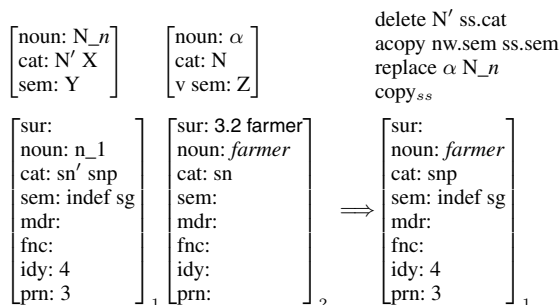 noun: N_n
cat: N′ X
sem: Y
noun: α
cat: N
v sem: Z
delete N′ ss.cat
acopy nw.sem ss.sem
replace α N_n
copy_ss
sur:
noun: n_1
cat: sn′ snp
sem: indef sg
mdr:
fnc:
idy: 4
prn: 3
1
sur: 3.2 farmer
noun: farmer
cat: sn
sem:
mdr:
fnc:
idy:
prn:
2
⟹
sur:
noun: farmer
cat: snp
sem: indef sg
mdr:
fnc:
idy: 4
prn: 3
1